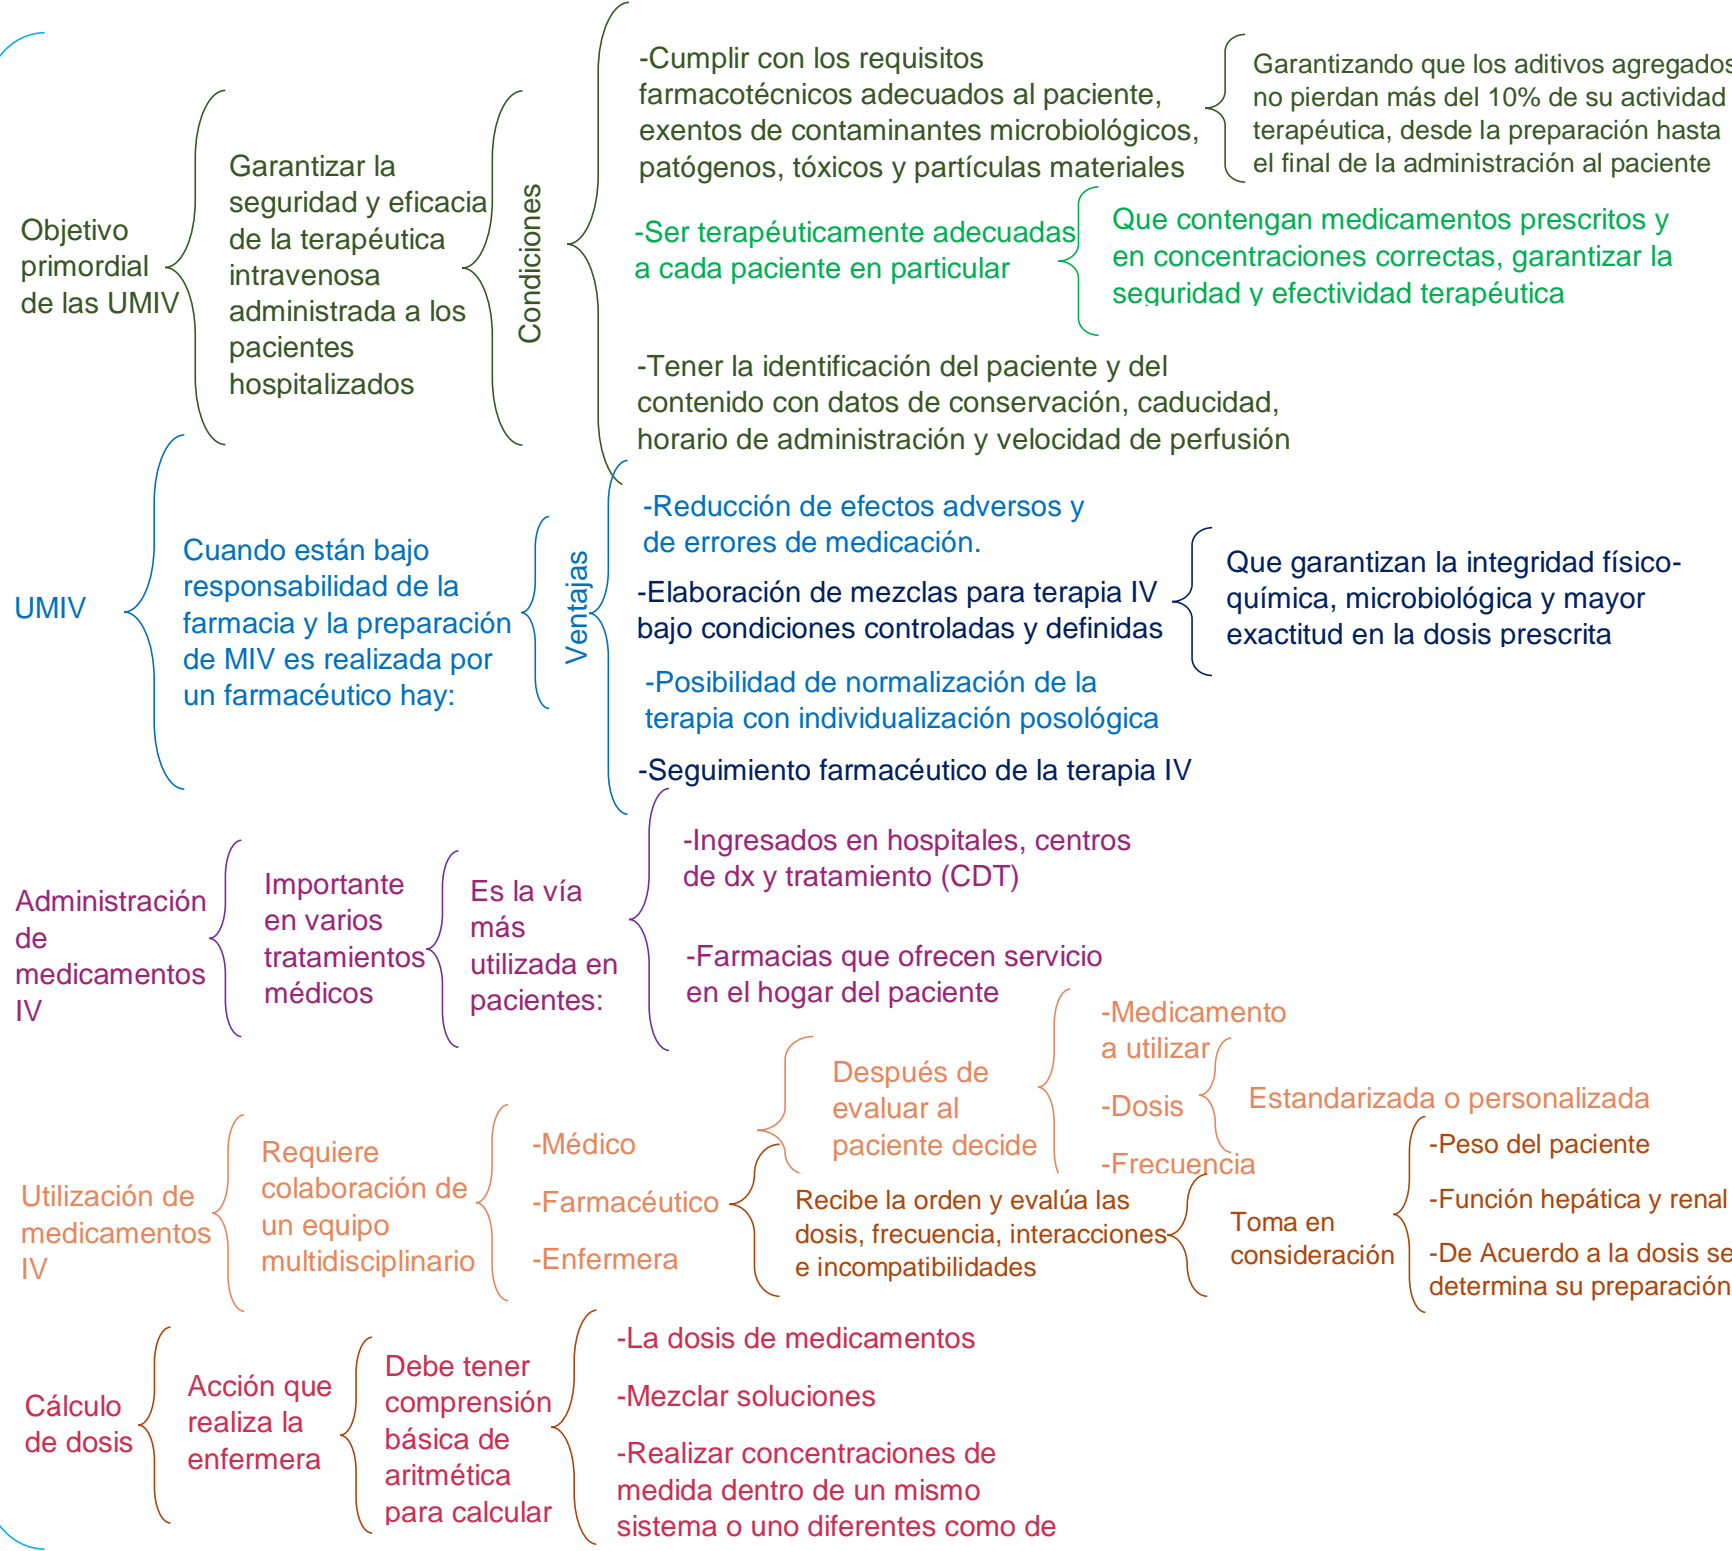 Objetivo
primordial
de las UMIV
Garantizar la
seguridad y eficacia
de la terapéutica
intravenosa
administrada a los
pacientes
hospitalizados
Condiciones
-Cumplir con los requisitos
farmacotécnicos adecuados al paciente,
exentos de contaminantes microbiológicos,
patógenos, tóxicos y partículas materiales
Garantizando que los aditivos agregados
no pierdan más del 10% de su actividad
terapéutica, desde la preparación hasta
el final de la administración al paciente
-Ser terapéuticamente adecuadas
a cada paciente en particular
Que contengan medicamentos prescritos y
en concentraciones correctas, garantizar la
seguridad y efectividad terapéutica
-Tener la identificación del paciente y del
contenido con datos de conservación, caducidad,
horario de administración y velocidad de perfusión
UMIV
Cuando están bajo
responsabilidad de la
farmacia y la preparación
de MIV es realizada por
un farmacéutico hay:
Ventajas
-Reducción de efectos adversos y
de errores de medicación.
-Elaboración de mezclas para terapia IV
bajo condiciones controladas y definidas
Que garantizan la integridad físico-
química, microbiológica y mayor
exactitud en la dosis prescrita
-Posibilidad de normalización de la
terapia con individualización posológica
-Seguimiento farmacéutico de la terapia IV
Administración
de
medicamentos
IV
Importante
en varios
tratamientos
médicos
Es la vía
más
utilizada en
pacientes:
-Ingresados en hospitales, centros
de dx y tratamiento (CDT)
-Farmacias que ofrecen servicio
en el hogar del paciente
Utilización de
medicamentos
IV
Requiere
colaboración de
un equipo
multidisciplinario
-Médico
-Farmacéutico
-Enfermera
Después de
evaluar al
paciente decide
-Medicamento
a utilizar
-Dosis
-Frecuencia
Estandarizada o personalizada
Recibe la orden y evalúa las
dosis, frecuencia, interacciones
e incompatibilidades
Toma en
consideración
-Peso del paciente
-Función hepática y renal
-De Acuerdo a la dosis se
determina su preparación
Cálculo
de dosis
Acción que
realiza la
enfermera
Debe tener
comprensión
básica de
aritmética
para calcular
-La dosis de medicamentos
-Mezclar soluciones
-Realizar concentraciones de
medida dentro de un mismo
sistema o uno diferentes como de